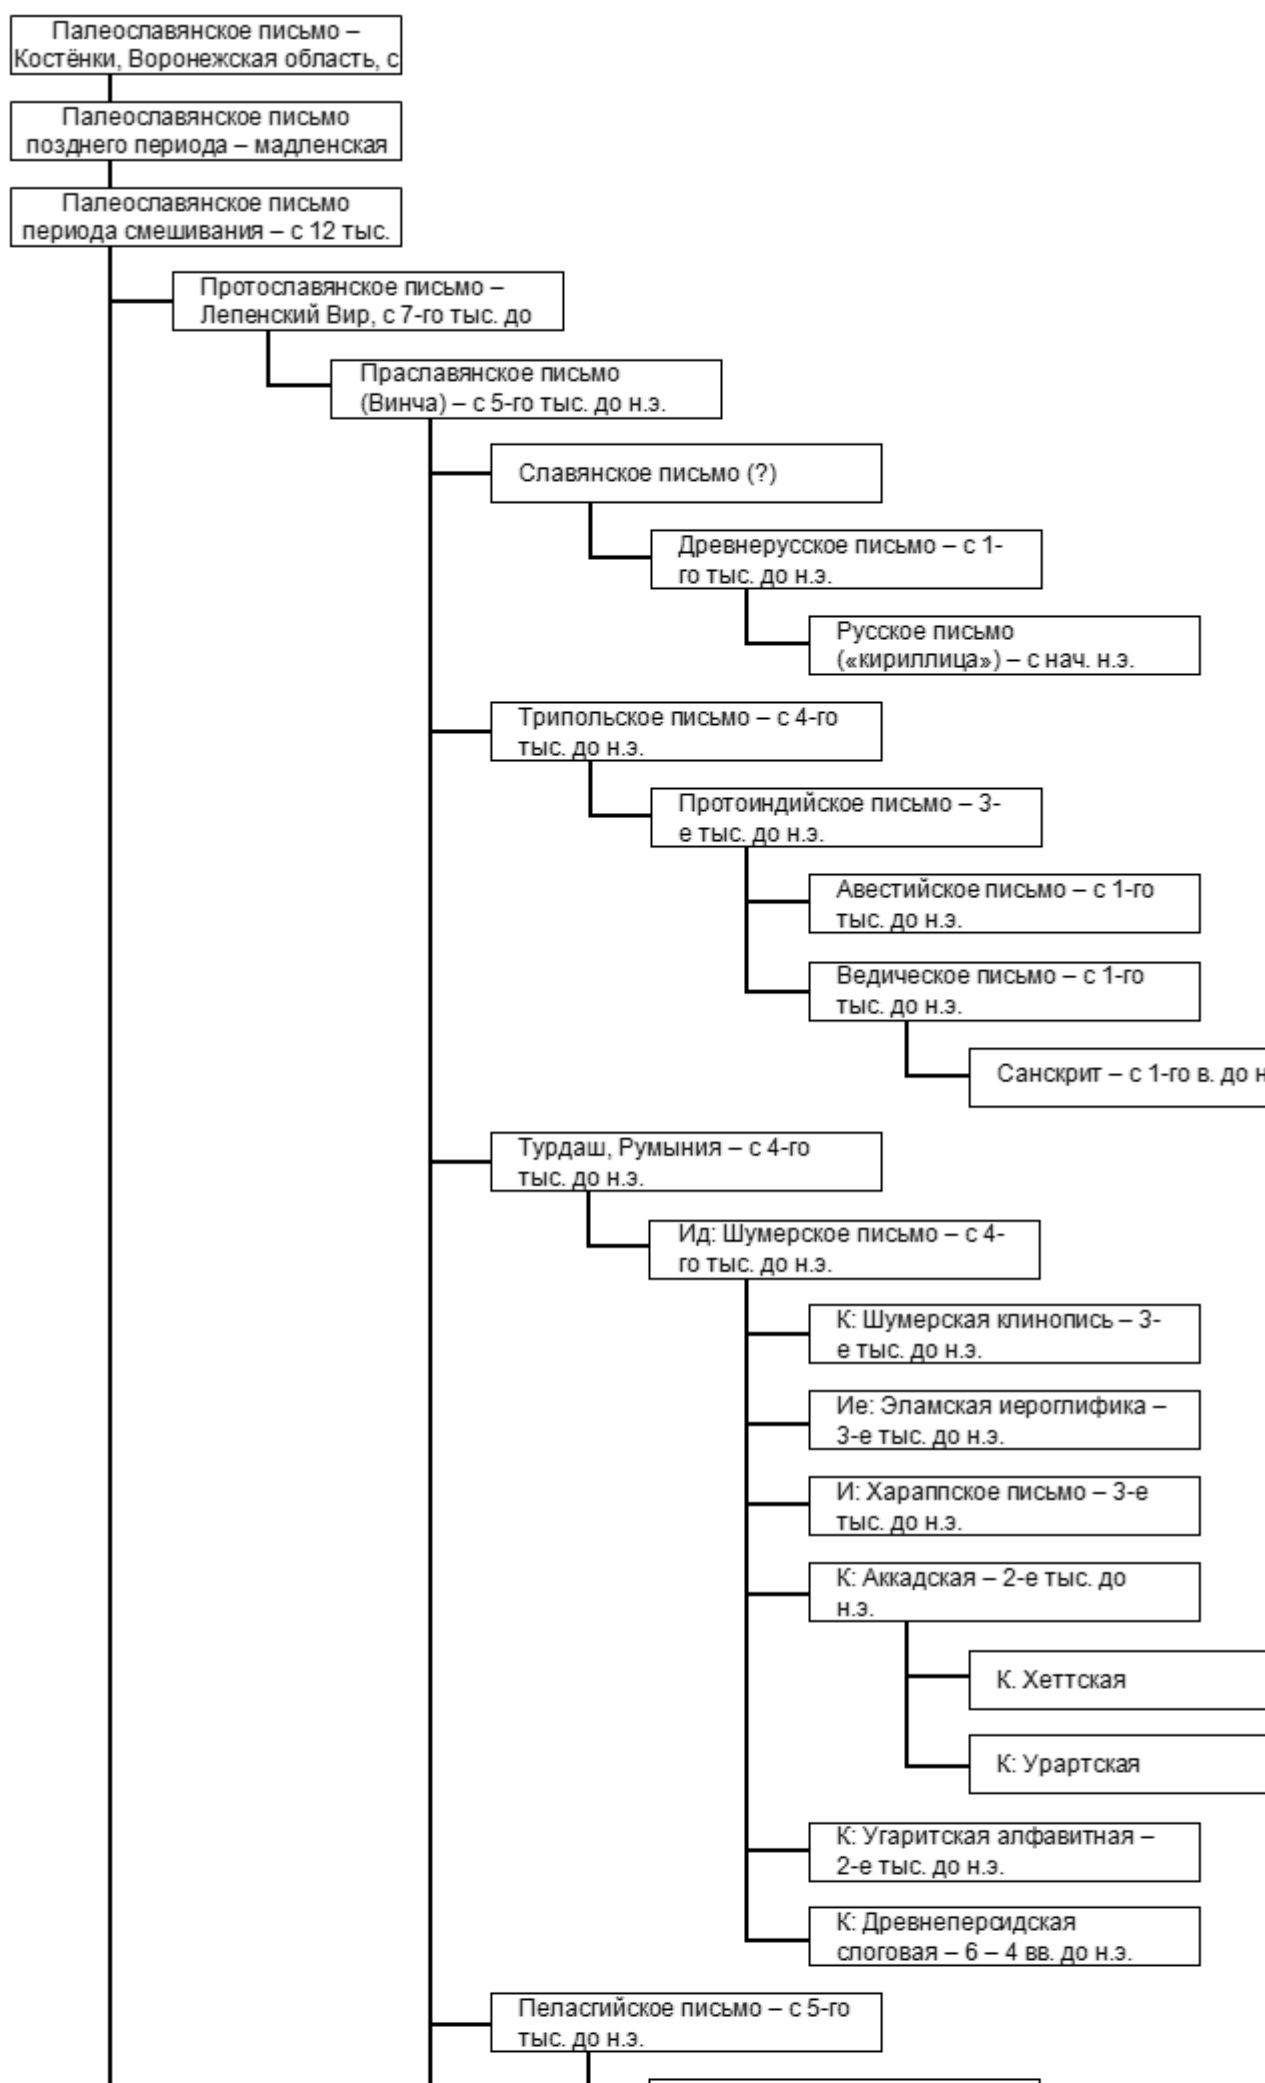 Палеославянское письмо –
Костёнки, Воронежская область, с
Палеославянское письмо
позднего периода – мадленская
Палеославянское письмо
периода смешивания – с 12 тыс.
Протославянское письмо –
Лепенский Вир, с 7-го тыс. до
Праславянское письмо
(Винча) – с 5-го тыс. до н.э.
Славянское письмо (?)
Древнерусское письмо – с 1-
го тыс. до н.э.
Русское письмо
(«кириллица») – с нач. н.э.
Трипольское письмо – с 4-го
тыс. до н.э.
Протоиндийское письмо – 3-
е тыс. до н.э.
Авестийское письмо – с 1-го
тыс. до н.э.
Ведическое письмо – с 1-го
тыс. до н.э.
Санскрит – с 1-го в. до н
Турдаш, Румыния – с 4-го
тыс. до н.э.
Ид: Шумерское письмо – с 4-
го тыс. до н.э.
К: Шумерская клинопись – 3-
е тыс. до н.э.
Ие: Эламская иероглифика –
3-е тыс. до н.э.
И: Хараппское письмо – 3-е
тыс. до н.э.
К: Аккадская – 2-е тыс. до
н.э.
К. Хеттская
К: Урартская
К: Угаритская алфавитная –
2-е тыс. до н.э.
К: Древнеперсидская
слоговая – 6 – 4 вв. до н.э.
Пеласгийское письмо – с 5-го
тыс. до н.э.